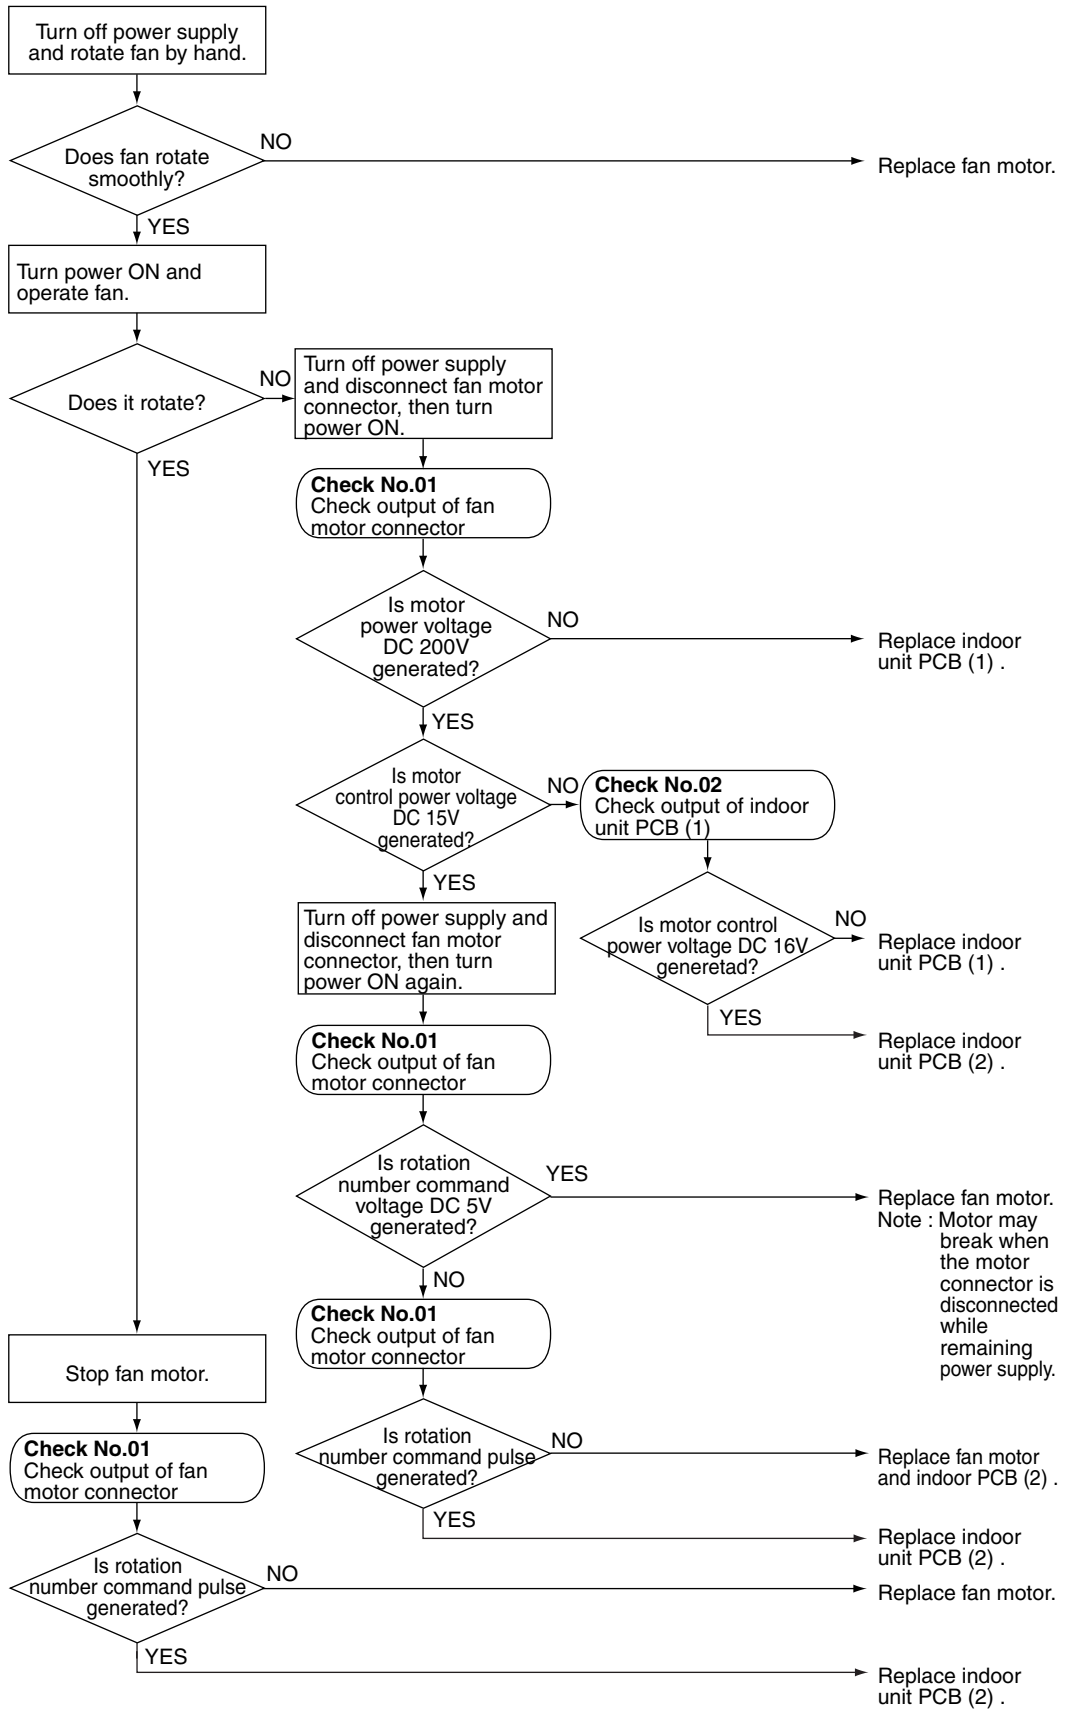 Turn off power supply
and rotate fan by hand.
Does fan rotate
smoothly?
NO
Replace fan motor.
YES
Turn power ON and
operate fan.
Does it rotate?
NO
Turn off power supply
and disconnect fan motor
connector, then turn
power ON.
YES
Check No.01
Check output of fan
motor connector
Is motor
power voltage
DC 200V
generated?
NO
Replace indoor
unit PCB (1) .
YES
Is motor
control power voltage
DC 15V
generated?
NO
Check No.02
Check output of indoor
unit PCB (1)
YES
Turn off power supply and
disconnect fan motor
connector, then turn
power ON again.
Is motor control
power voltage DC 16V
generetad?
NO
Replace indoor
unit PCB (1) .
YES
Replace indoor
unit PCB (2) .
Check No.01
Check output of fan
motor connector
Is rotation
number command
voltage DC 5V
generated?
YES
Replace fan motor.
Note : Motor may
break when
the motor
connector is
disconnected
while
remaining
power supply.
NO
Check No.01
Check output of fan
motor connector
Is rotation
number command pulse
generated?
NO
Replace fan motor
and indoor PCB (2) .
YES
Replace indoor
unit PCB (2) .
Stop fan motor.
Check No.01
Check output of fan
motor connector
Is rotation
number command pulse
generated?
NO
Replace fan motor.
YES
Replace indoor
unit PCB (2) .